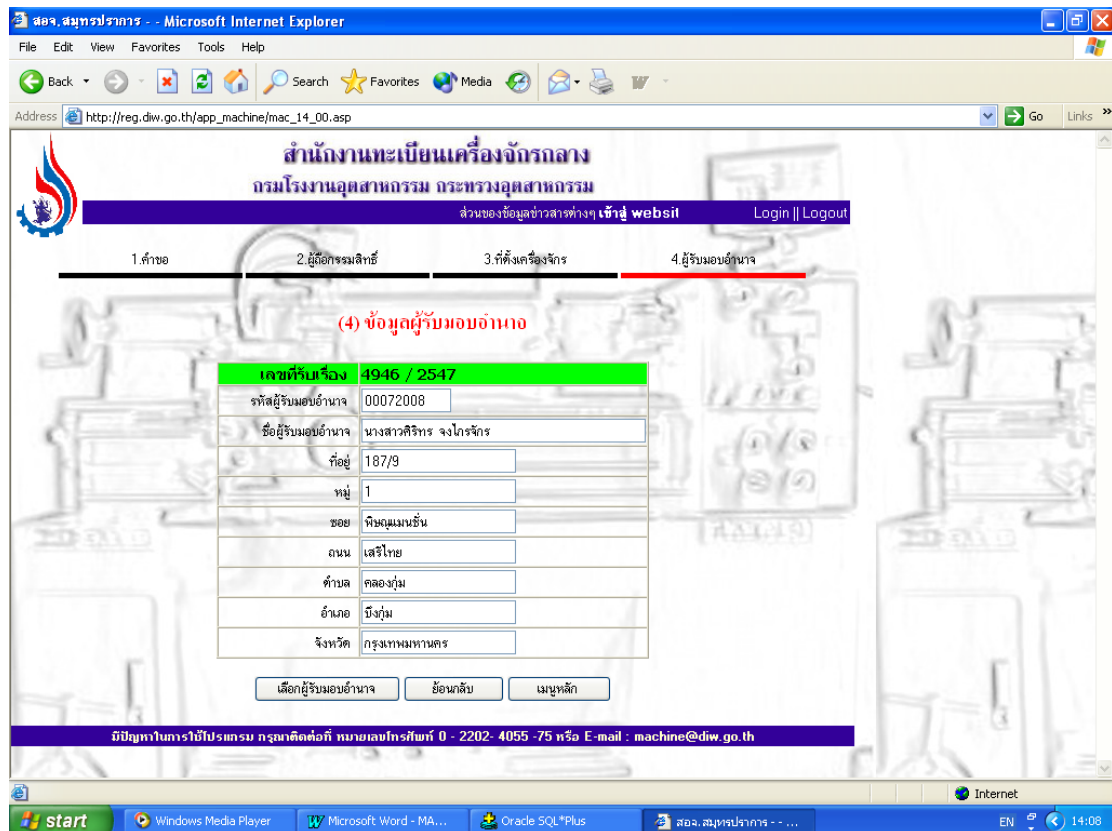 สอจ.สมุทรปราการ - - Microsoft Internet Explorer
File Edit View Favorites Tools Help
Back Search Favorites Media
Address http://reg.diw.go.th/app_machine/mac_14_00.asp Go Links »
สำนักงานทะเบียนเครื่องจักรกลาง
กรมโรงงานอุตสาหกรรม กระทรวงอุตสาหกรรม
ส่วนของข้อมูลข่าวสารต่างๆ เข้าสู่ websit Login || Logout
1.คำขอ 2.ผู้ถือกรรมสิทธิ์ 3.ที่ตั้งเครื่องจักร 4.ผู้รับมอบอำนาจ
(4) ข้อมูลผู้รับมอบอำนาจ
เลขที่รับเรื่อง 4946 / 2547
รหัสผู้รับมอบอำนาจ 00072008
ชื่อผู้รับมอบอำนาจ นางสาวศิริทร จงไกรจักร
ที่อยู่ 187/9
หมู่ 1
ซอย พิษณุแมนชั่น
ถนน เสรีไทย
ตำบล คลองกุ่ม
อำเภอ บึงกุ่ม
จังหวัด กรุงเทพมหานคร
เลือกผู้รับมอบอำนาจ ย้อนกลับ เมนูหลัก
มีปัญหาในการใช้โปรแกรม กรุณาติดต่อที่ หมายเลขโทรศัพท์ 0 - 2202- 4055 -75 หรือ E-mail : machine@diw.go.th
Internet
start Windows Media Player Microsoft Word - MA... Oracle SQL*Plus สอจ.สมุทรปราการ - - ... EN 14:08